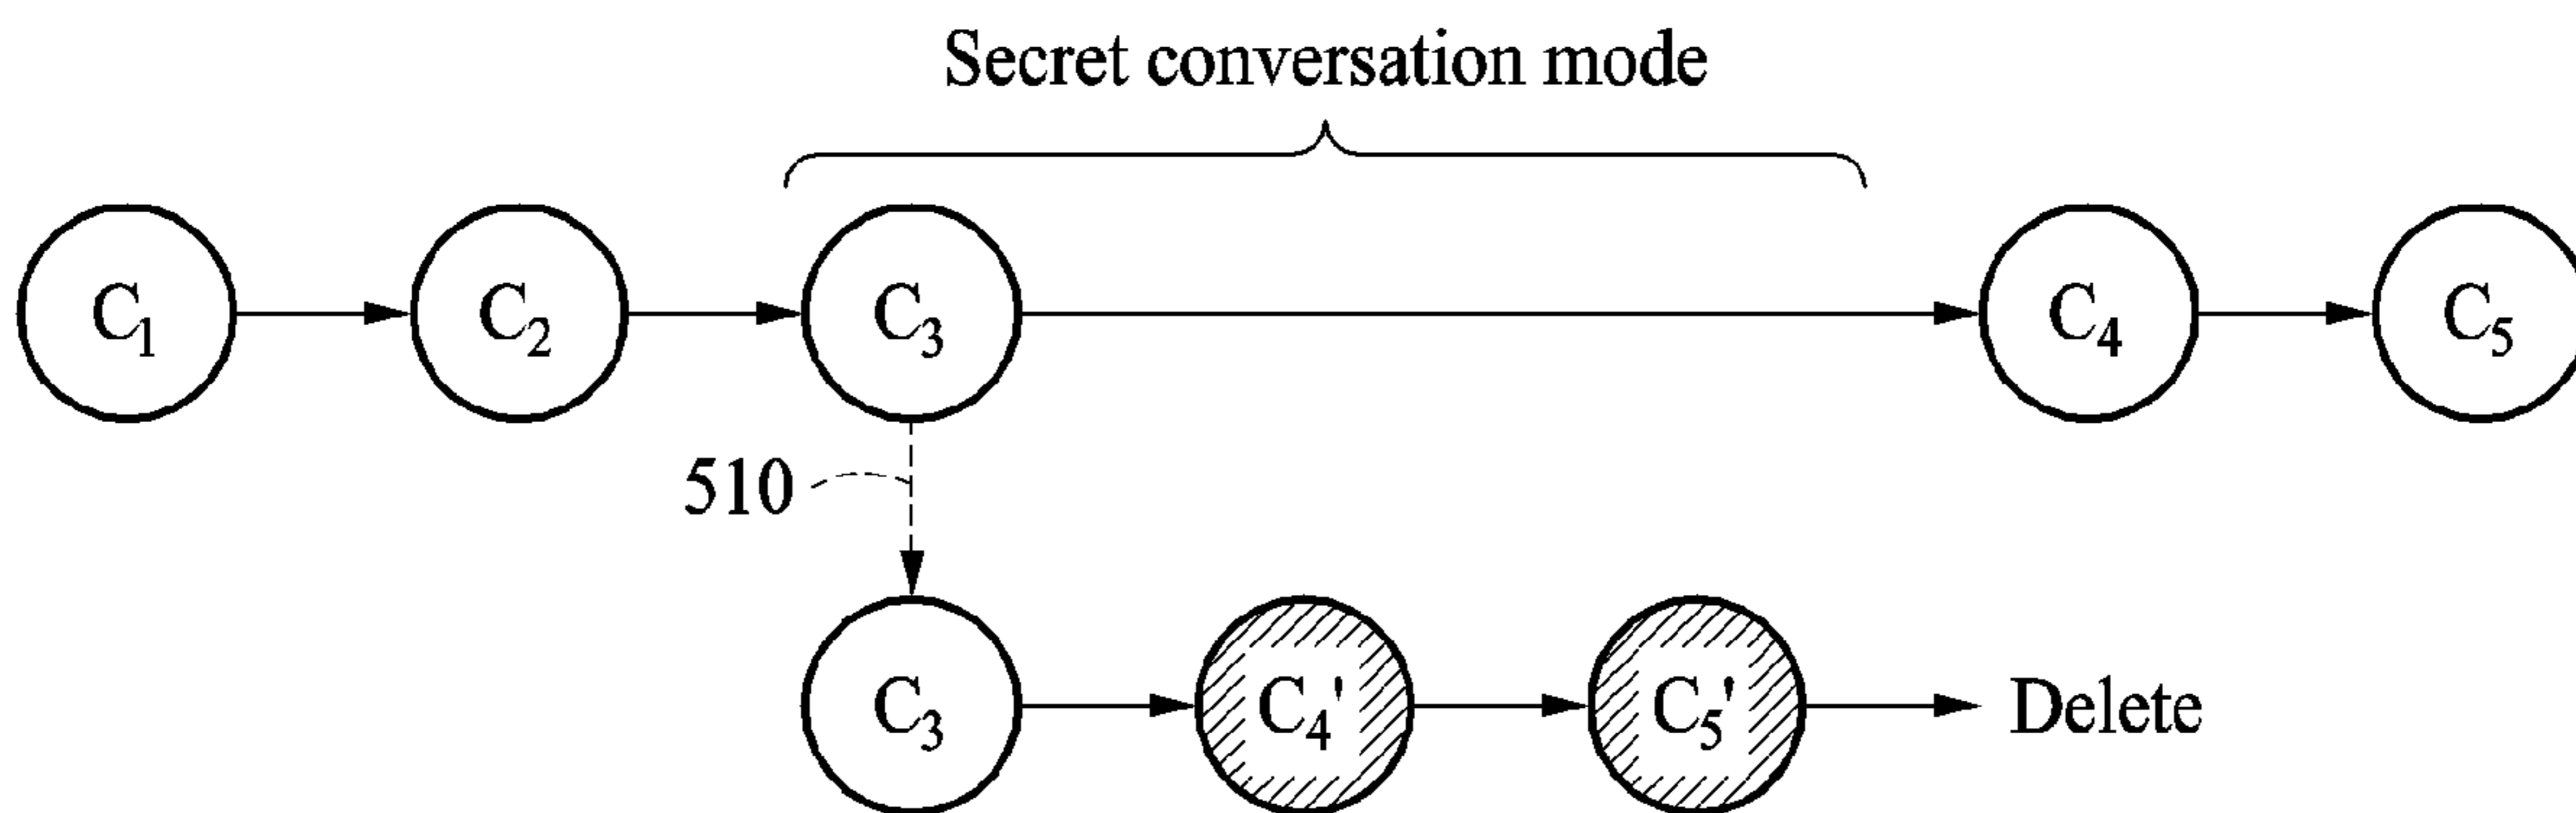 Secret conversation mode
C₁ C₂ C₃ C₄ C₅
510
C₃ C₄' C₅' Delete